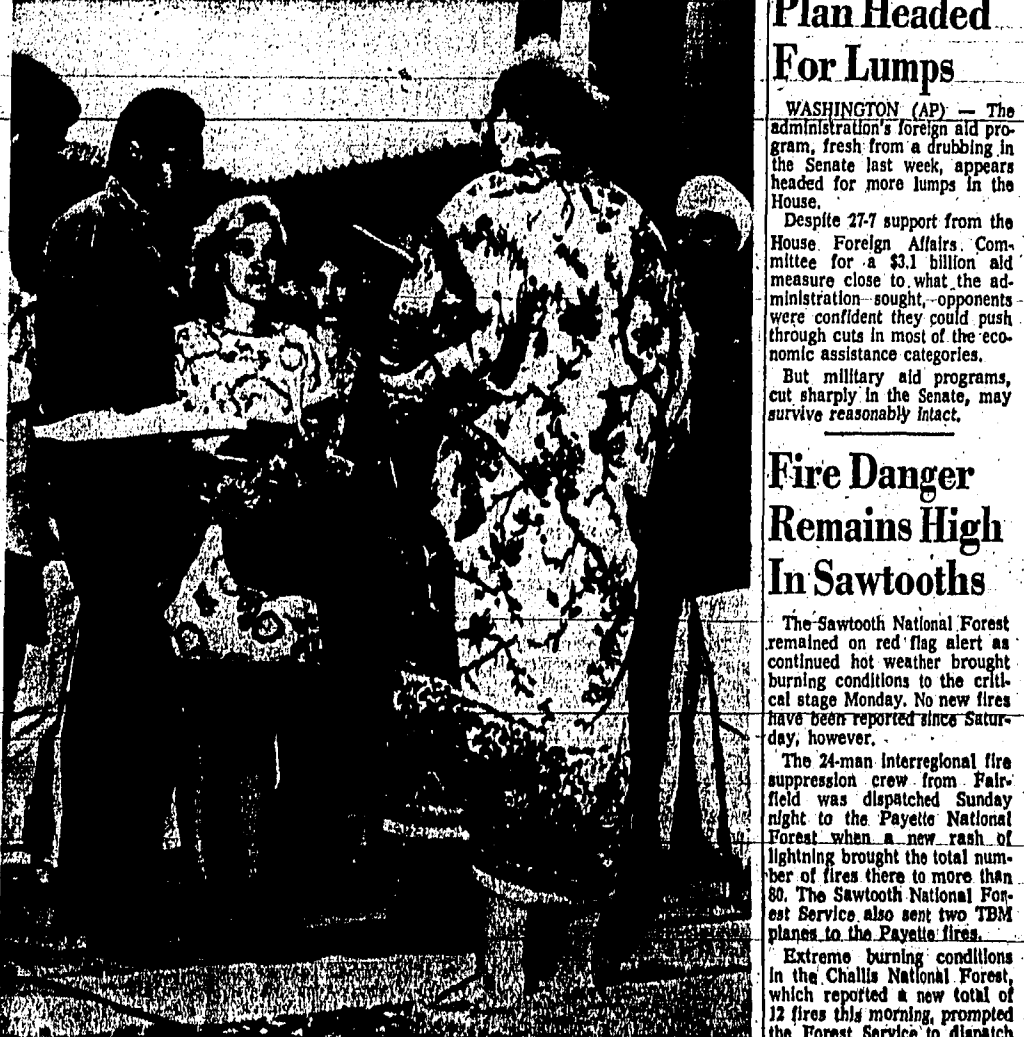 Plan Headed
For Lumps
WASHINGTON (AP) — The
administration's foreign aid pro-
gram, fresh from a drubbing in
the Senate last week, appears
headed for more lumps in the
House.
Despite 27-7 support from the
House Foreign Affairs Com-
mittee for a $3.1 billion aid
measure close to what the ad-
ministration sought, opponents
were confident they could push
through cuts in most of the eco-
nomic assistance categories.
But military aid programs,
cut sharply in the Senate, may
survive reasonably intact.
Fire Danger
Remains High
In Sawtooths
The Sawtooth National Forest
remained on red flag alert as
continued hot weather brought
burning conditions to the criti-
cal stage Monday. No new fires
have been reported since Satur-
day, however.
The 24-man interregional fire
suppression crew from Fair-
field was dispatched Sunday
night to the Payette National
Forest when a new rash of
lightning brought the total num-
ber of fires there to more than
80. The Sawtooth National For-
est Service also sent two TBM
planes to the Payette fires.
Extreme burning conditions
in the Challis National Forest,
which reported a new total of
12 fires this morning, prompted
the Forest Service to dispatch